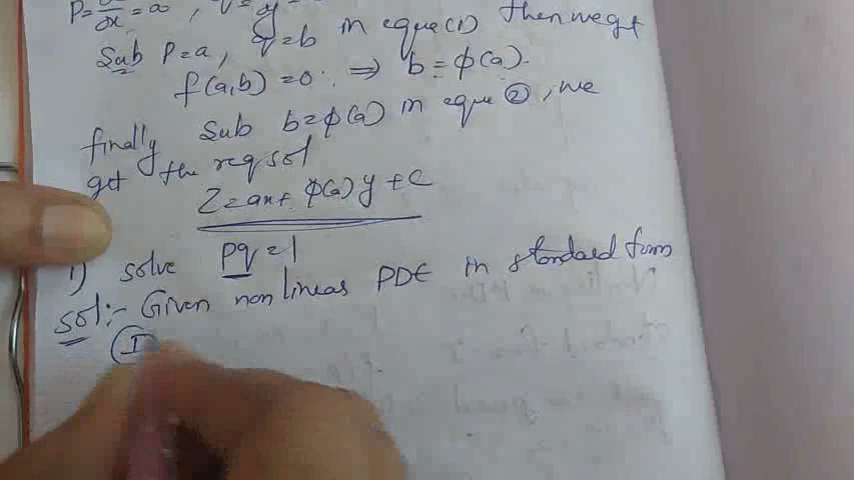 P=∂/∂x=a,
Sub P=a, q=b in eque(1) then we gt
f(a,b)=0 ⇒ b=φ(a).
finally Sub b=φ(a) in eque ②, we
get the req sol
Z=ax+φ(a)y+c
1) solve pq=1
Sol:- Given non linear PDE in standard form
Ⓘ